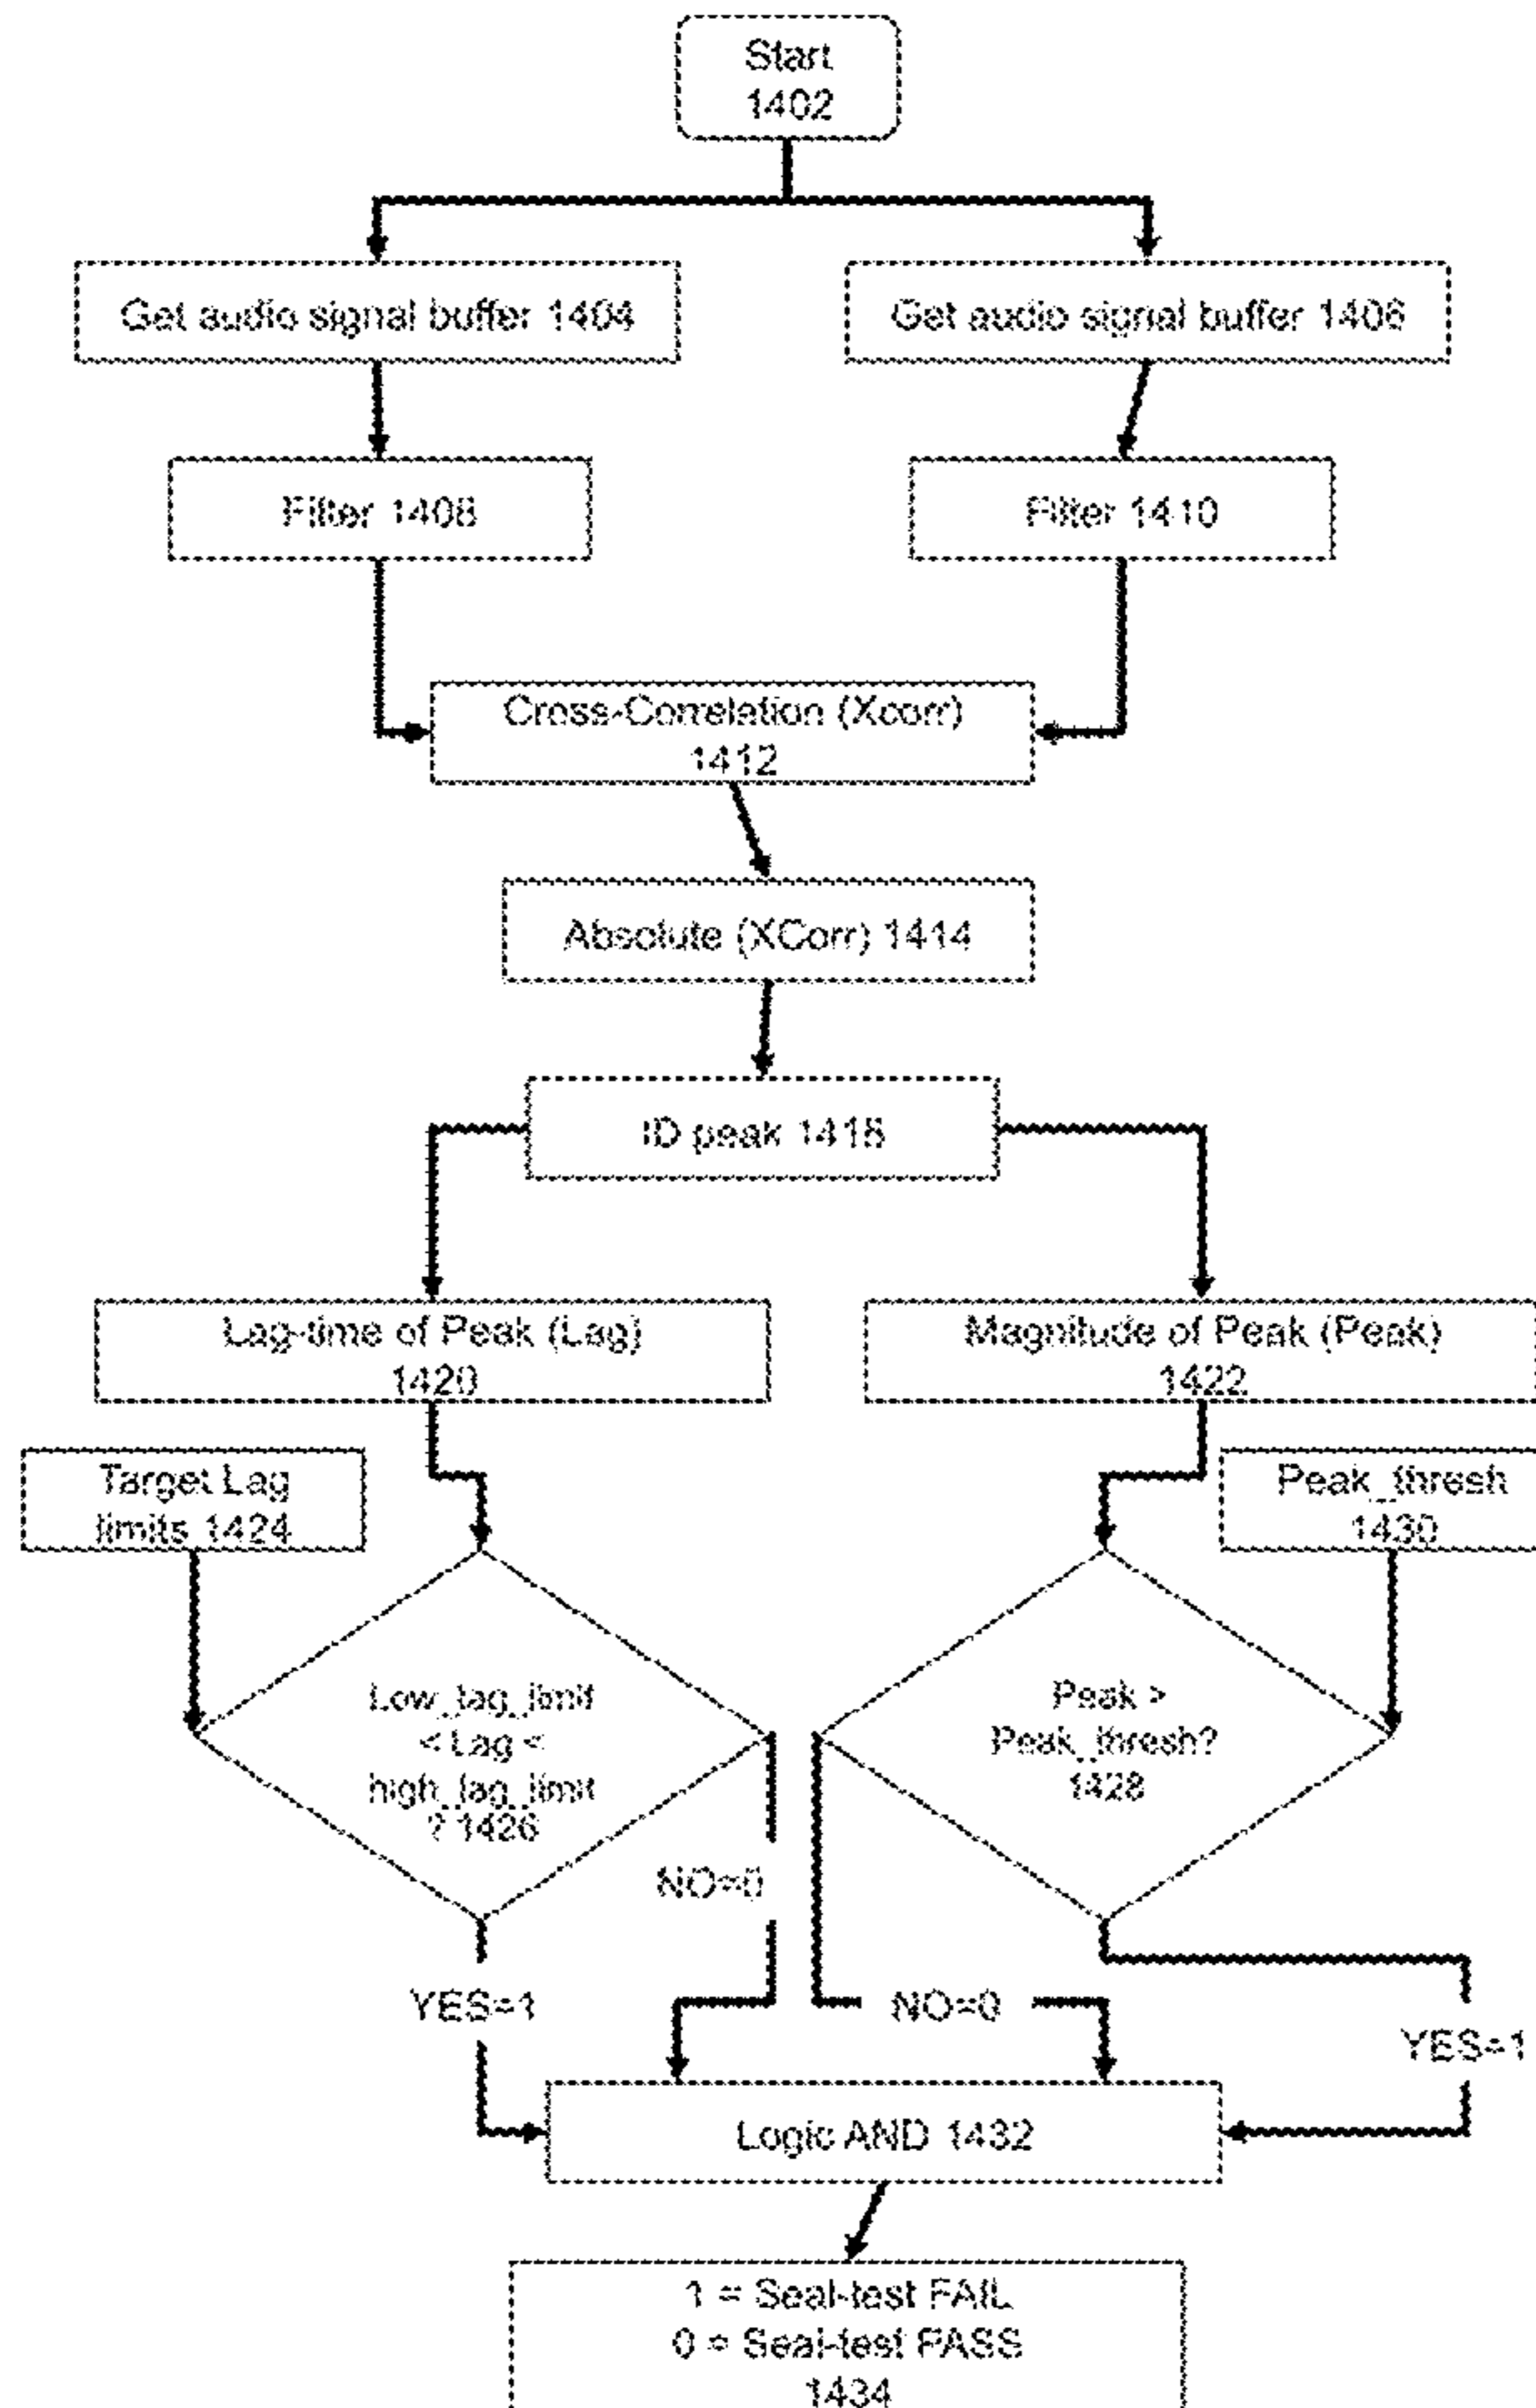 Start
1402
Get audio signal buffer 1404
Get audio signal buffer 1406
Filter 1408
Filter 1410
Cross-Correlation (Xcorr)
1412
Absolute (XCorr) 1414
ID peak 1418
Lag-time of Peak (Lag)
1420
Magnitude of Peak (Peak)
1422
Target Lag
limits 1424
Peak_thresh
1430
Low_lag_limit
< Lag <
high_lag_limit
? 1426
Peak >
Peak_thresh?
1428
NO=0
YES=1
NO=0
YES=1
Logic AND 1432
1 = Seal-test FAIL
0 = Seal-test PASS
1434